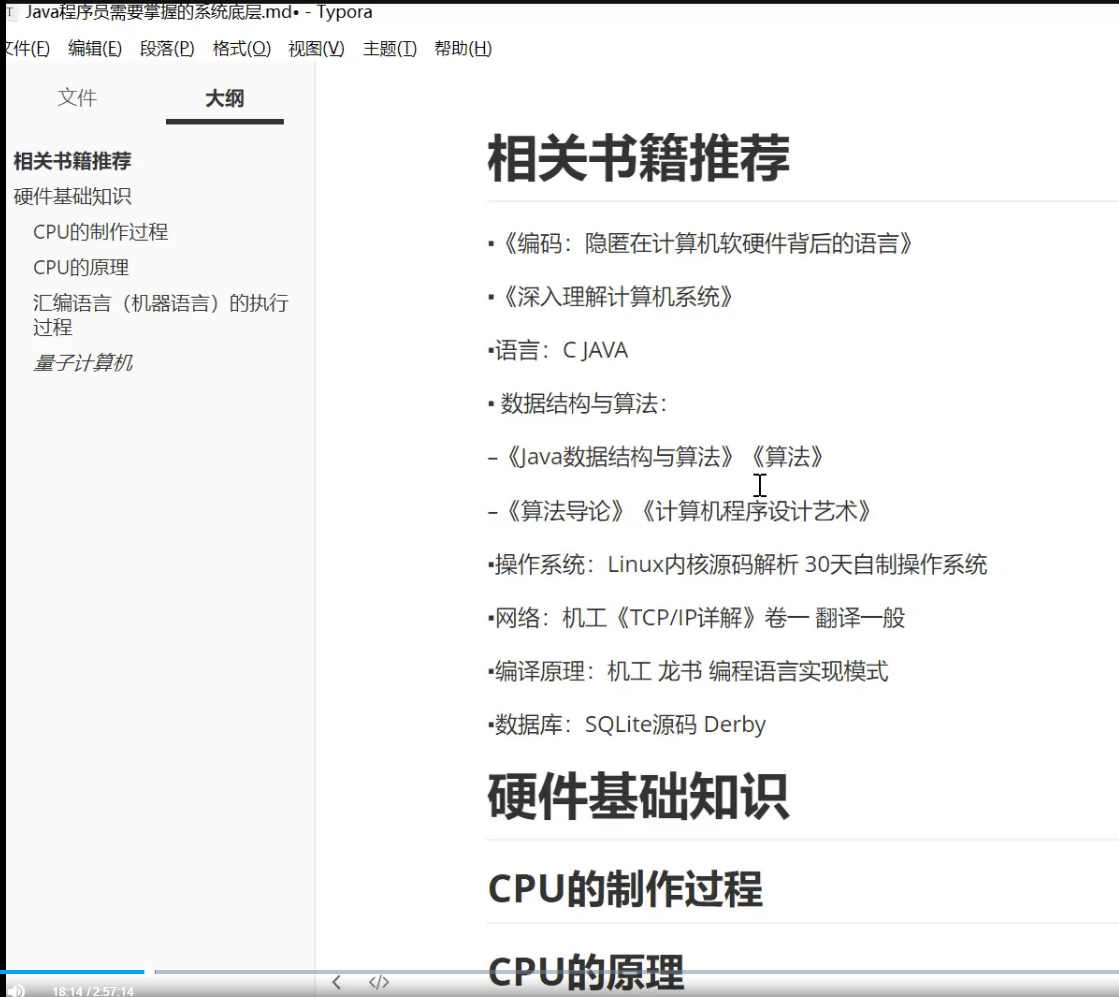 Java程序员需要掌握的系统底层.md• - Typora
文件(F) 编辑(E) 段落(P) 格式(O) 视图(V) 主题(T) 帮助(H)
文件 大纲
相关书籍推荐
硬件基础知识
CPU的制作过程
CPU的原理
汇编语言（机器语言）的执行
过程
量子计算机
相关书籍推荐
▪《编码：隐匿在计算机软硬件背后的语言》
▪《深入理解计算机系统》
▪语言：C JAVA
▪ 数据结构与算法：
–《Java数据结构与算法》《算法》
–《算法导论》《计算机程序设计艺术》
▪操作系统：Linux内核源码解析 30天自制操作系统
▪网络：机工《TCP/IP详解》卷一 翻译一般
▪编译原理：机工 龙书 编程语言实现模式
▪数据库：SQLite源码 Derby
硬件基础知识
CPU的制作过程
CPU的原理
18:14 / 2:57:14